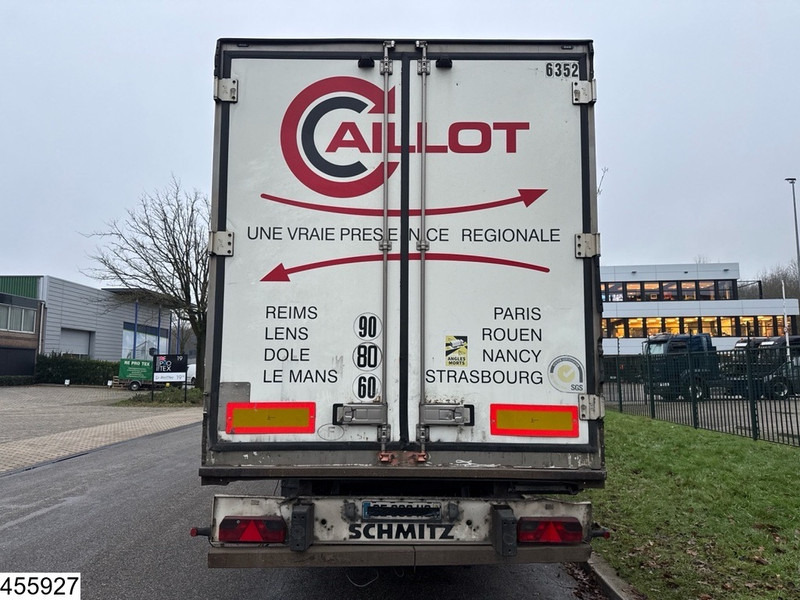 6352
CAILLOT
UNE VRAIE PRESENCE REGIONALE
REIMS
LENS
DOLE
LE MANS
90
80
60
PARIS
ROUEN
NANCY
STRASBOURG
ANGLES MORTS
SGS
F
SCHMITZ
19
455927